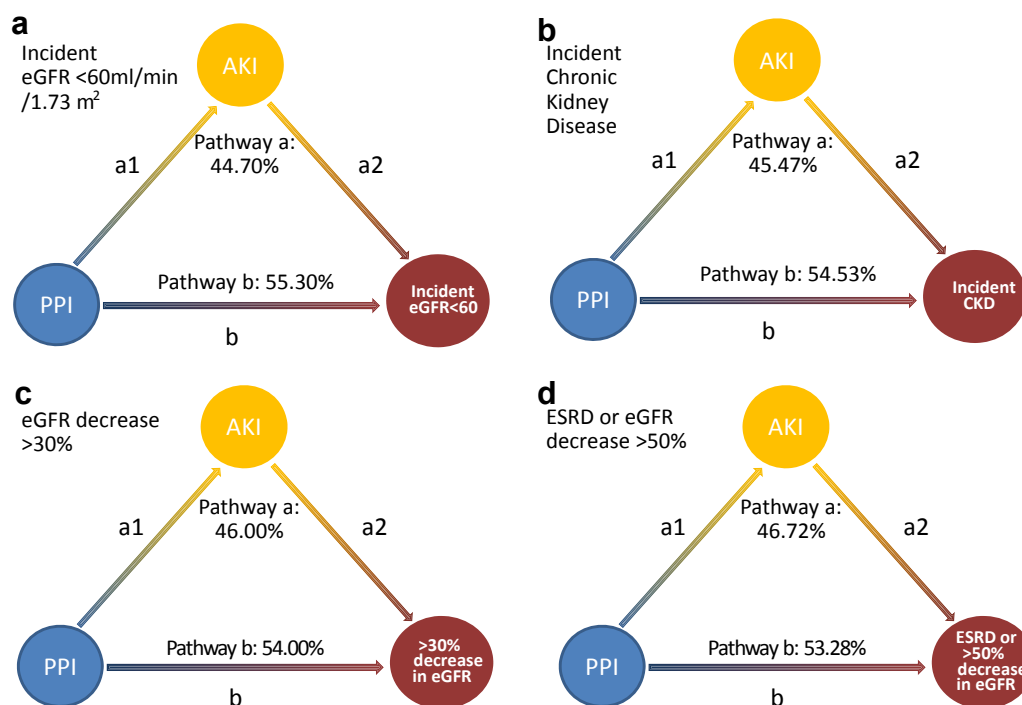 a
Incident
eGFR <60ml/min
/1.73 m²
AKI
a1
Pathway a:
44.70%
a2
PPI
Pathway b: 55.30%
b
Incident
eGFR<60
b
Incident
Chronic
Kidney
Disease
AKI
a1
Pathway a:
45.47%
a2
PPI
Pathway b: 54.53%
b
Incident
CKD
c
eGFR decrease
>30%
AKI
a1
Pathway a:
46.00%
a2
PPI
Pathway b: 54.00%
b
>30%
decrease
in eGFR
d
ESRD or eGFR
decrease >50%
AKI
a1
Pathway a:
46.72%
a2
PPI
Pathway b: 53.28%
b
ESRD or
>50%
decrease
in eGFR